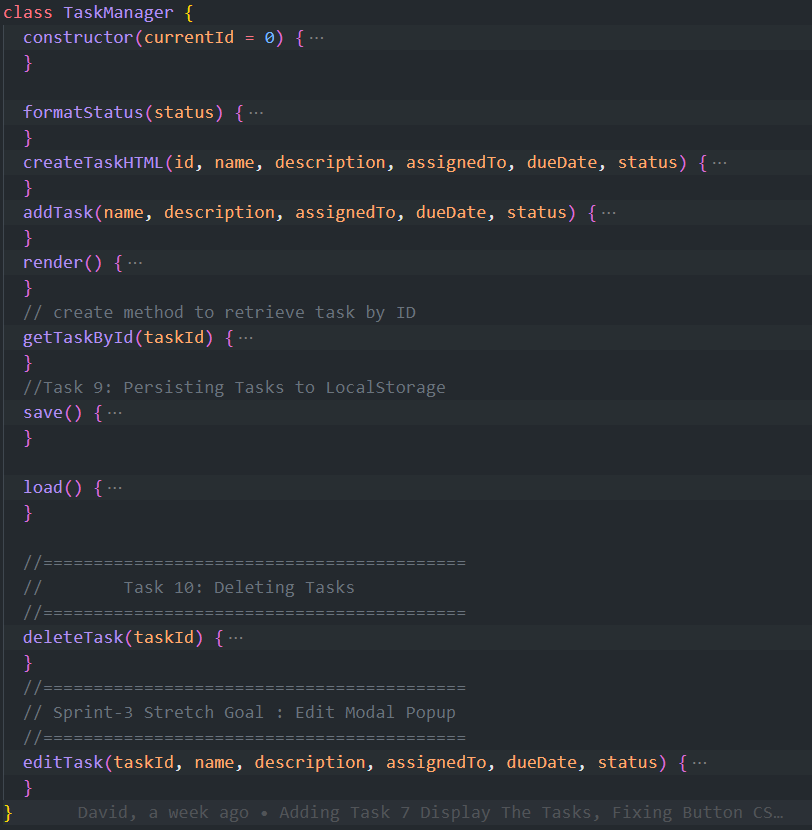 class TaskManager {
  constructor(currentId = 0) { ···
  }

  formatStatus(status) { ···
  }
  createTaskHTML(id, name, description, assignedTo, dueDate, status) { ···
  }
  addTask(name, description, assignedTo, dueDate, status) { ···
  }
  render() { ···
  }
  // create method to retrieve task by ID
  getTaskById(taskId) { ···
  }
  //Task 9: Persisting Tasks to LocalStorage
  save() { ···
  }

  load() { ···
  }

  //==========================================
  //        Task 10: Deleting Tasks
  //==========================================
  deleteTask(taskId) { ···
  }
  //==========================================
  // Sprint-3 Stretch Goal : Edit Modal Popup
  //==========================================
  editTask(taskId, name, description, assignedTo, dueDate, status) { ···
  }
}      David, a week ago • Adding Task 7 Display The Tasks, Fixing Button CS…